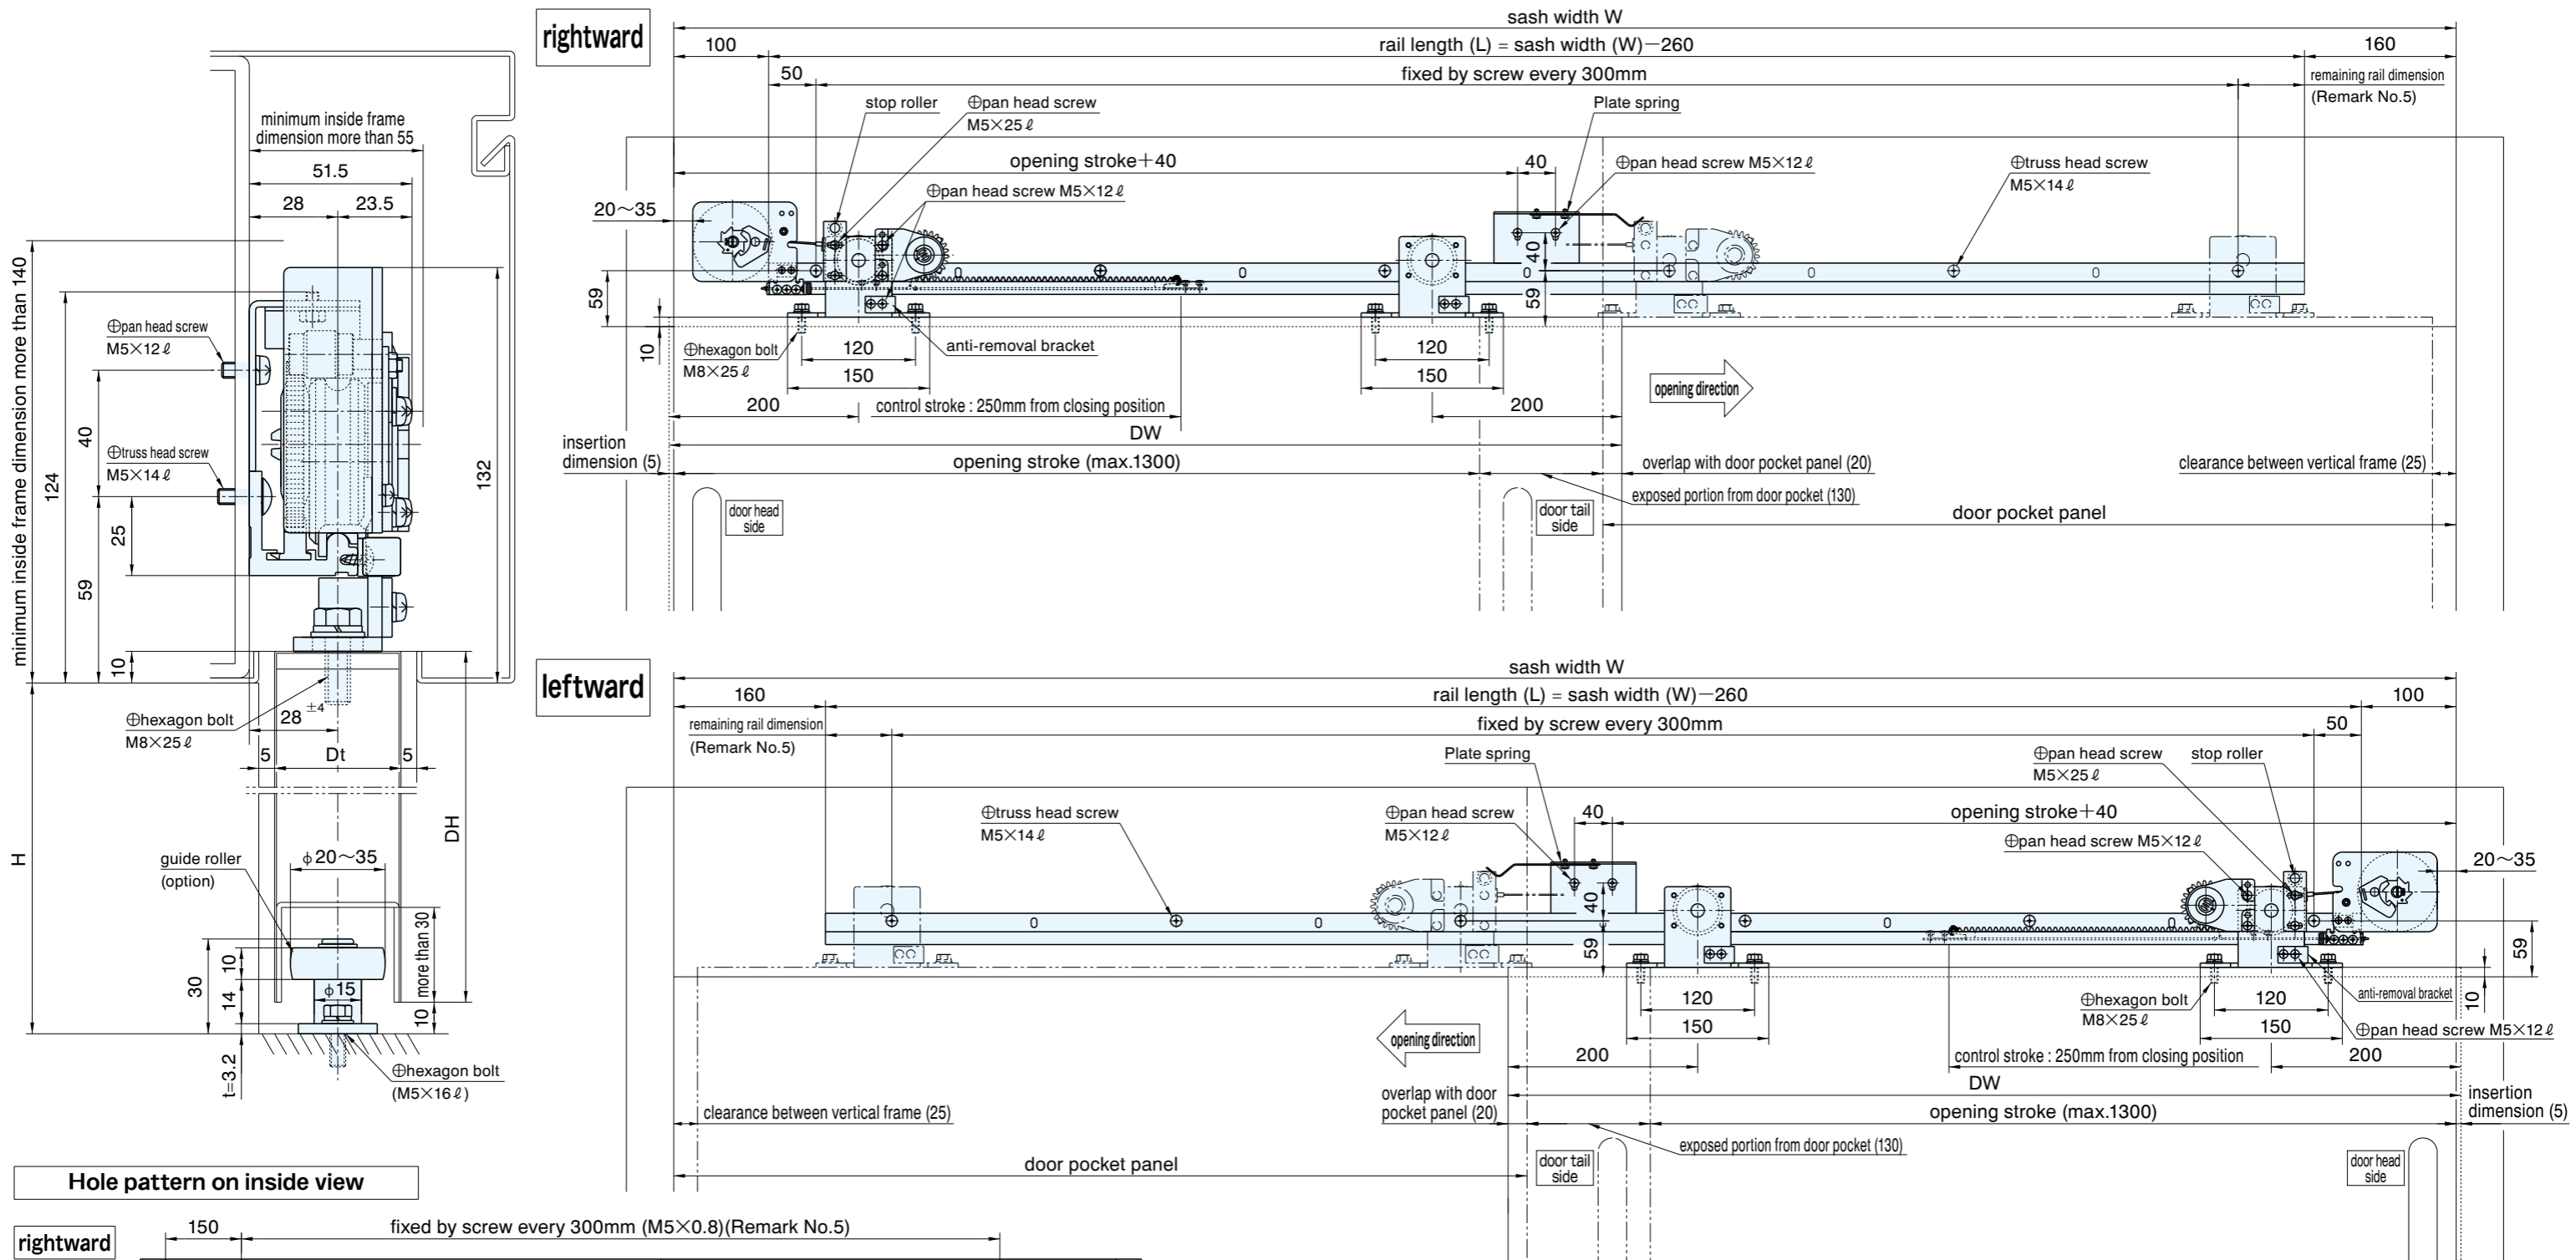 minimum inside frame
dimension more than 55
51.5
28
23.5
minimum inside frame dimension more than 140
124
132
⊕pan head screw
M5×12ℓ
40
⊕truss head screw
M5×14ℓ
25
59
10
⊕hexagon bolt
M8×25ℓ
28 ±4
5
Dt
5
H
DH
guide roller
(option)
φ20～35
more than 30
30
10
14
φ15
10
t=3.2
⊕hexagon bolt
(M5×16ℓ)
rightward
sash width W
100
rail length (L) = sash width (W)－260
160
50
fixed by screw every 300mm
remaining rail dimension
(Remark No.5)
stop roller
⊕pan head screw
M5×25ℓ
Plate spring
opening stroke＋40
40
⊕pan head screw M5×12ℓ
⊕truss head screw
M5×14ℓ
⊕pan head screw M5×12ℓ
20～35
40
59
59
10
⊕hexagon bolt
M8×25ℓ
120
anti-removal bracket
120
150
150
opening direction
200
control stroke : 250mm from closing position
200
DW
insertion
dimension (5)
opening stroke (max.1300)
overlap with door pocket panel (20)
clearance between vertical frame (25)
exposed portion from door pocket (130)
door head
side
door tail
side
door pocket panel
leftward
sash width W
160
rail length (L) = sash width (W)－260
100
remaining rail dimension
(Remark No.5)
fixed by screw every 300mm
50
Plate spring
⊕pan head screw
M5×25ℓ
stop roller
⊕truss head screw
M5×14ℓ
⊕pan head screw
M5×12ℓ
40
opening stroke＋40
⊕pan head screw M5×12ℓ
20～35
40
59
59
10
120
⊕hexagon bolt
M8×25ℓ
120
anti-removal bracket
150
150
⊕pan head screw M5×12ℓ
opening direction
200
control stroke : 250mm from closing position
200
DW
overlap with door
pocket panel (20)
insertion
dimension (5)
clearance between vertical frame (25)
opening stroke (max.1300)
exposed portion from door pocket (130)
door pocket panel
door tail
side
door head
side
Hole pattern on inside view
rightward
150
fixed by screw every 300mm (M5×0.8)(Remark No.5)